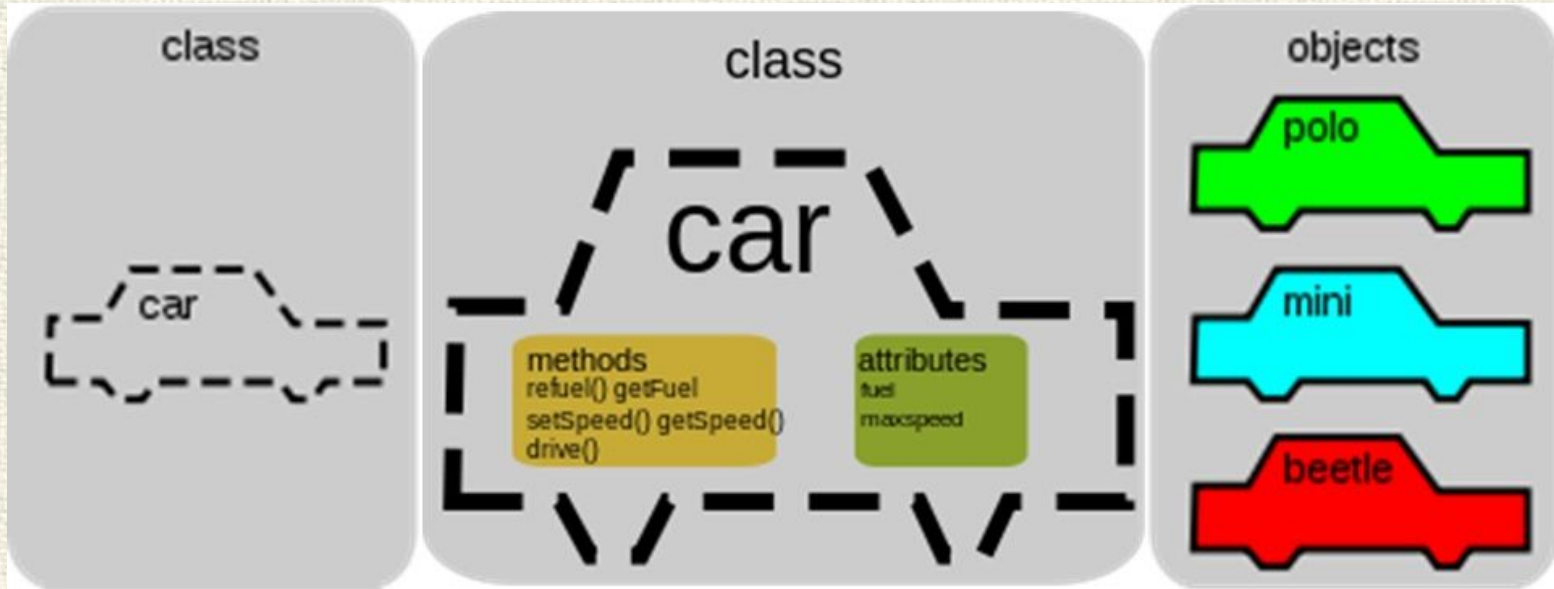 class
car
class
car
methods
refuel() getFuel
setSpeed() getSpeed()
drive()
attributes
fuel
maxspeed
objects
polo
mini
beetle